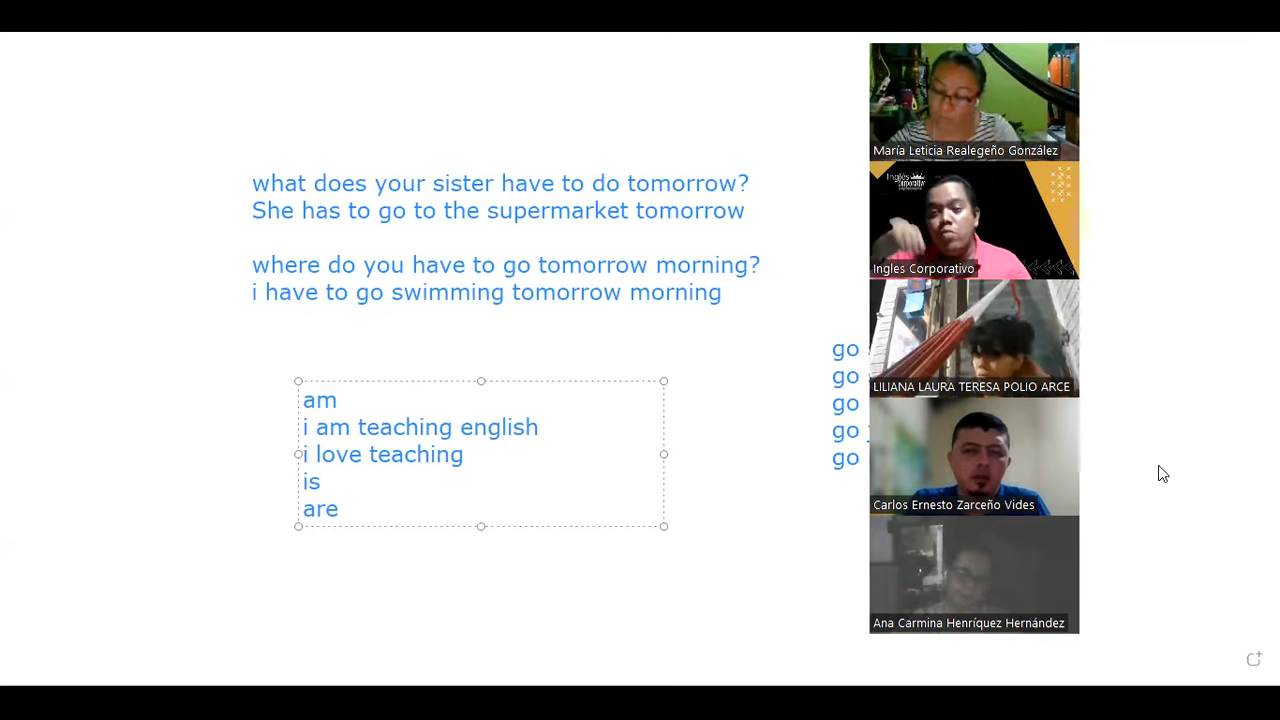 what does your sister have to do tomorrow?
She has to go to the supermarket tomorrow
where do you have to go tomorrow morning?
i have to go swimming tomorrow morning
am
i am teaching english
i love teaching
is
are
go
go
go
go
go
María Leticia Realegeño González
Inglés
Corporativo
Ingles Corporativo
LILIANA LAURA TERESA POLIO ARCE
Carlos Ernesto Zarceño Vides
Ana Carmina Henríquez Hernández